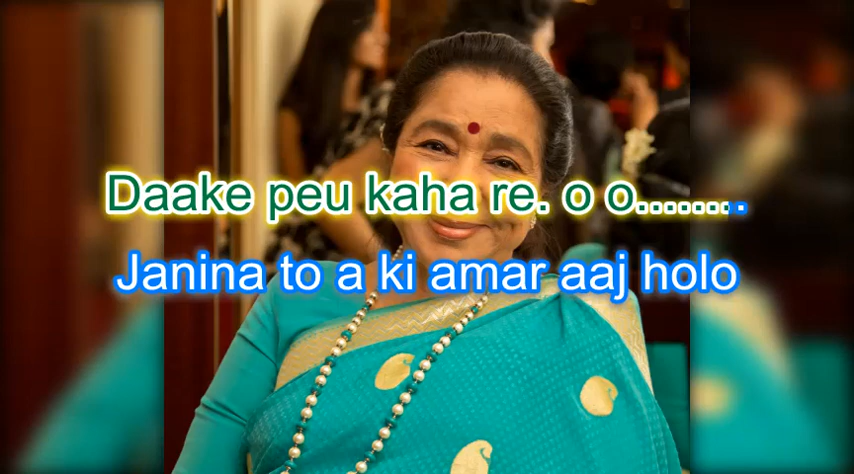 Daake peu kaha re. o o.........
Janina to a ki amar aaj holo